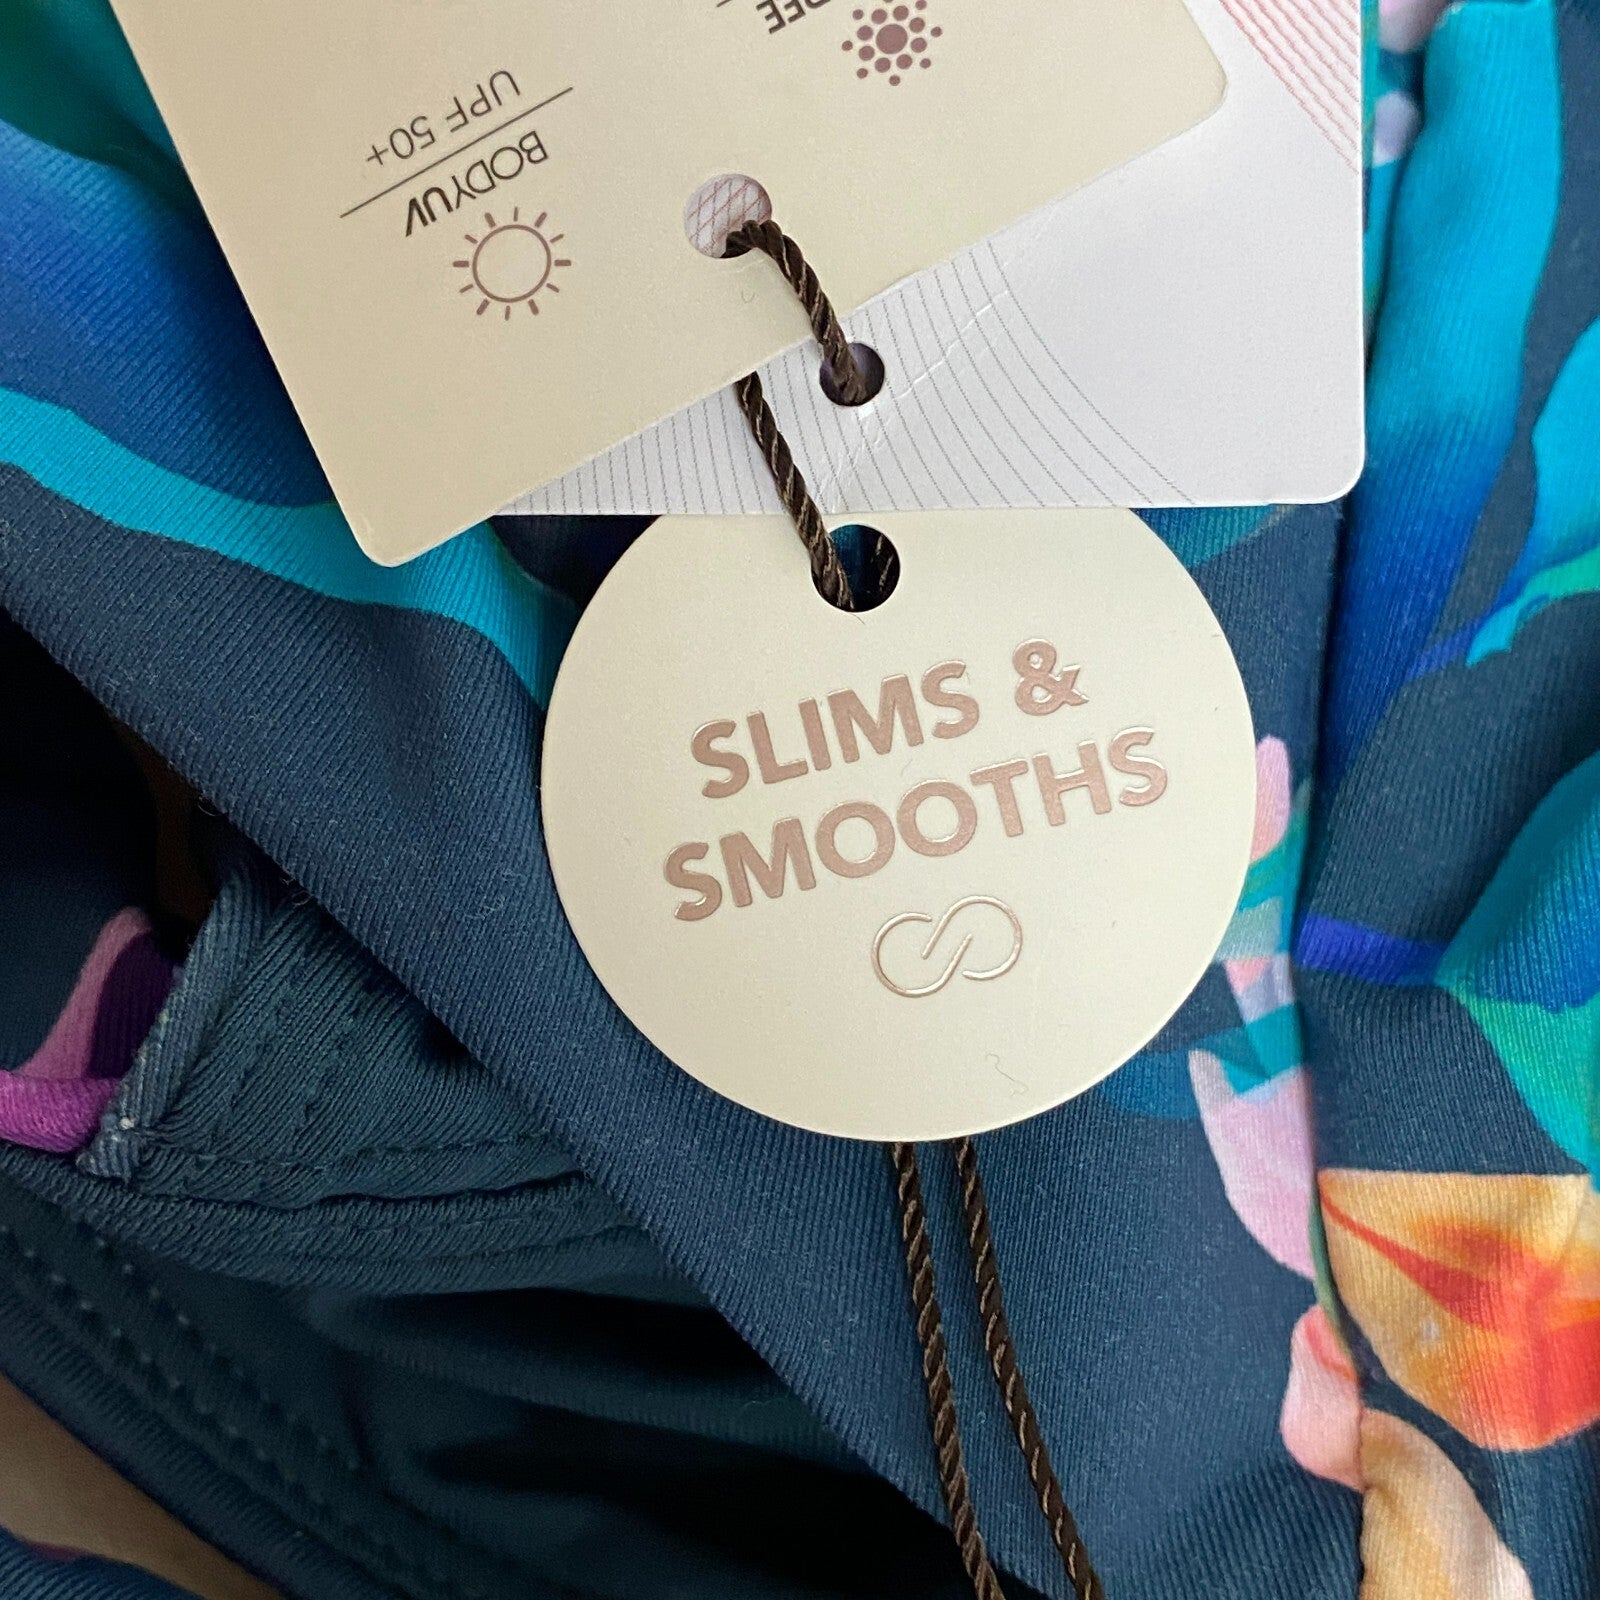 BODYUV
UPF 50+
SLIMS &
SMOOTHS